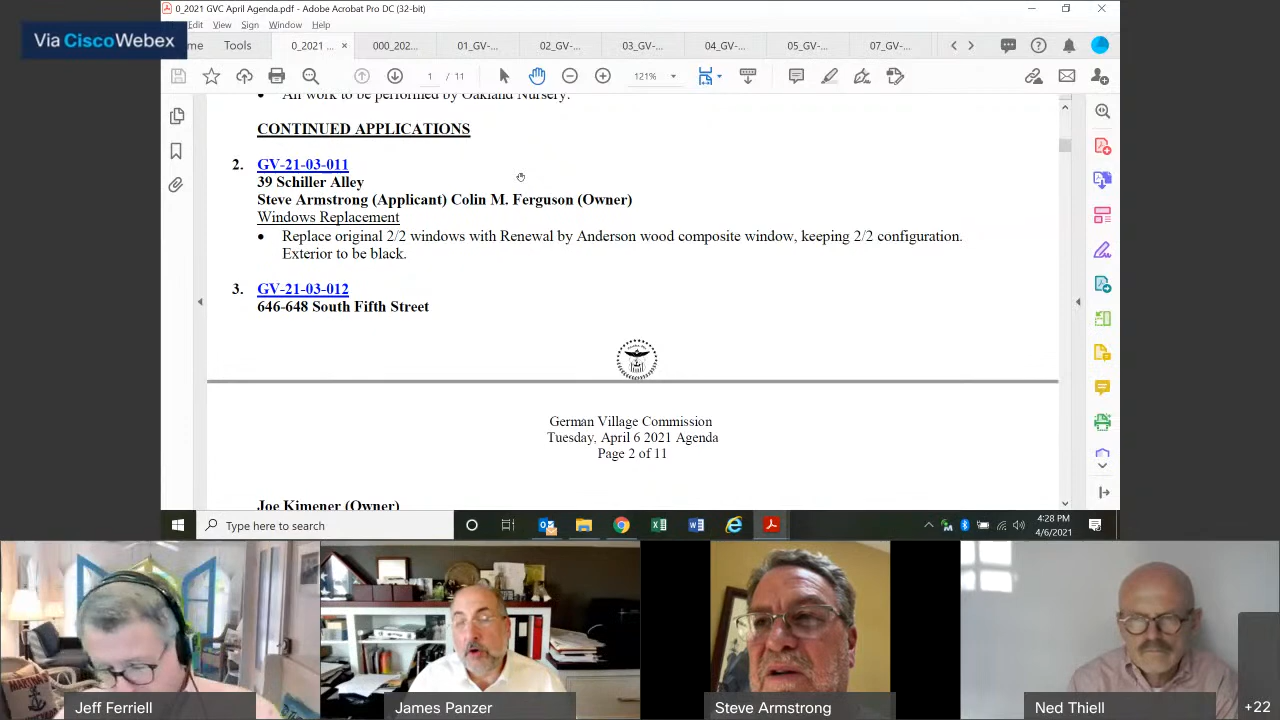 0_2021 GVC April Agenda.pdf - Adobe Acrobat Pro DC (32-bit)
Edit View Sign Window Help
Via CiscoWebex
me Tools 0_2021 ... × 000_202... 01_GV-... 02_GV-... 03_GV-... 04_GV-... 05_GV-... 07_GV-...
1 / 11 121%
• All work to be performed by Oakland Nursery.
CONTINUED APPLICATIONS
2. GV-21-03-011
39 Schiller Alley
Steve Armstrong (Applicant) Colin M. Ferguson (Owner)
Windows Replacement
• Replace original 2/2 windows with Renewal by Anderson wood composite window, keeping 2/2 configuration.
Exterior to be black.
3. GV-21-03-012
646-648 South Fifth Street
German Village Commission
Tuesday, April 6 2021 Agenda
Page 2 of 11
Joe Kimener (Owner)
Type here to search
4:28 PM
4/6/2021
Jeff Ferriell
James Panzer
Steve Armstrong
Ned Thiell
+22